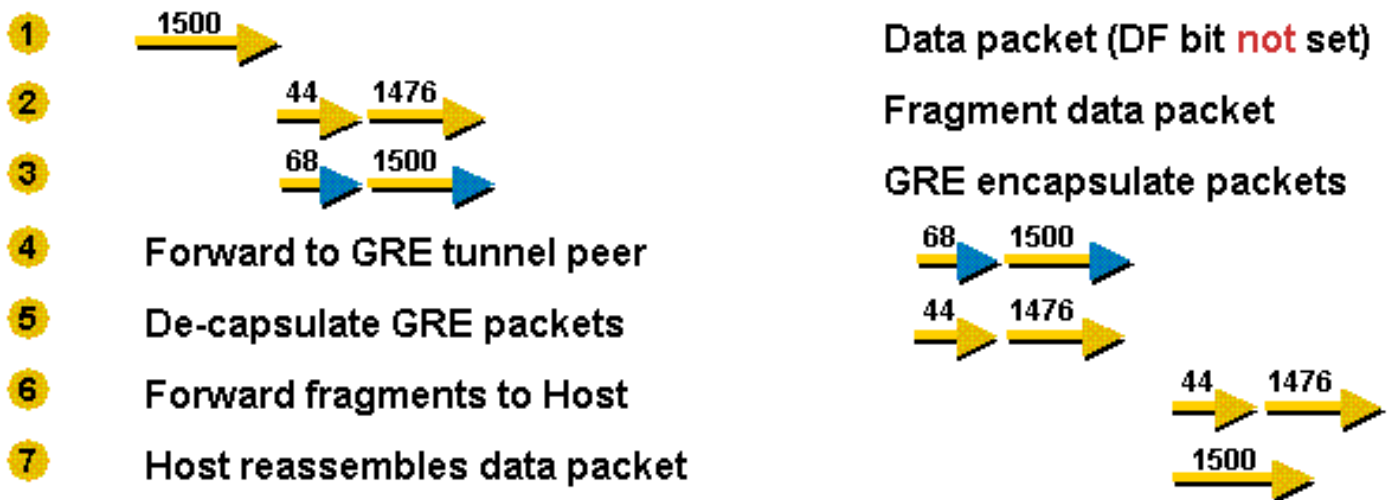 1 1500 Data packet (DF bit not set)
2 44 1476 Fragment data packet
3 68 1500 GRE encapsulate packets
4 Forward to GRE tunnel peer 68 1500
5 De-capsulate GRE packets 44 1476
6 Forward fragments to Host 44 1476
7 Host reassembles data packet 1500